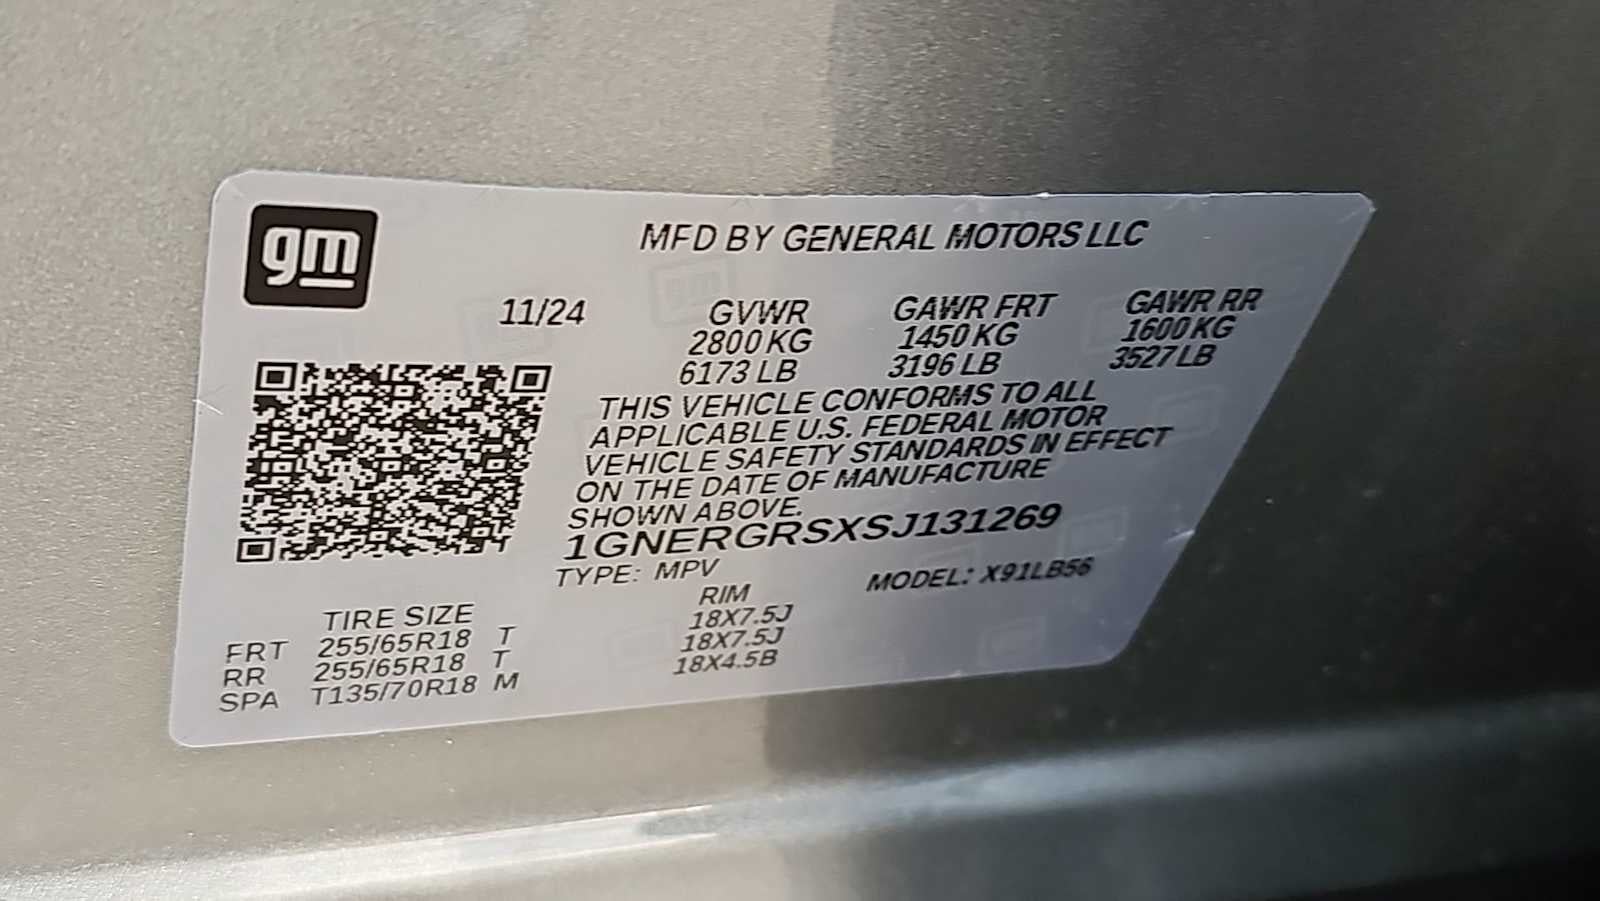 gm
MFD BY GENERAL MOTORS LLC
11/24 GVWR GAWR FRT GAWR RR
2800 KG 1450 KG 1600 KG
6173 LB 3196 LB 3527 LB
THIS VEHICLE CONFORMS TO ALL
APPLICABLE U.S. FEDERAL MOTOR
VEHICLE SAFETY STANDARDS IN EFFECT
ON THE DATE OF MANUFACTURE
SHOWN ABOVE.
1GNERGRSXSJ131269
TYPE: MPV MODEL: X91LB56
TIRE SIZE RIM
FRT 255/65R18 T 18X7.5J
RR 255/65R18 T 18X7.5J
SPA T135/70R18 M 18X4.5B